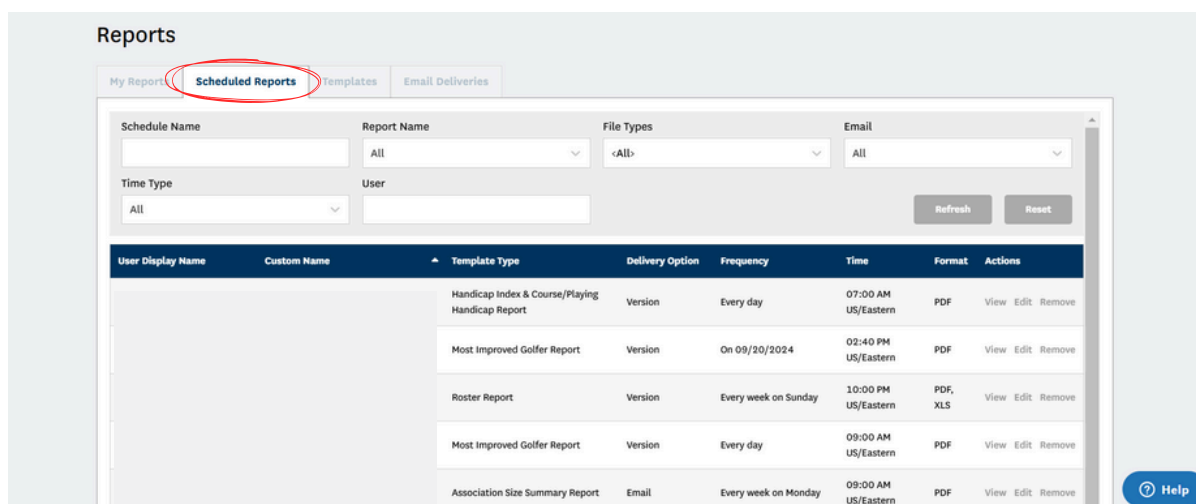 Reports
My Reports Scheduled Reports Templates Email Deliveries
Schedule Name Report Name File Types Email
All <All> All
Time Type User
All Refresh Reset
User Display Name Custom Name Template Type Delivery Option Frequency Time Format Actions
Handicap Index & Course/Playing
Handicap Report Version Every day 07:00 AM
US/Eastern PDF View Edit Remove
Most Improved Golfer Report Version On 09/20/2024 02:40 PM
US/Eastern PDF View Edit Remove
Roster Report Version Every week on Sunday 10:00 PM
US/Eastern PDF,
XLS View Edit Remove
Most Improved Golfer Report Version Every day 09:00 AM
US/Eastern PDF View Edit Remove
Association Size Summary Report Email Every week on Monday 09:00 AM
US/Eastern PDF View Edit Remove
Help